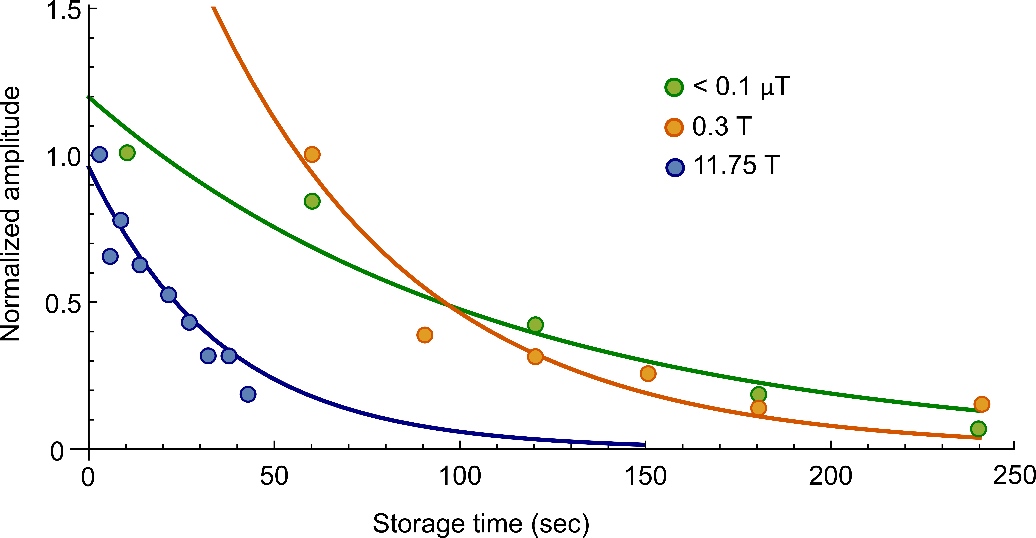 1.5
1.0
0.5
0
Normalized amplitude
< 0.1 µT
0.3 T
11.75 T
0 50 100 150 200 250
Storage time (sec)